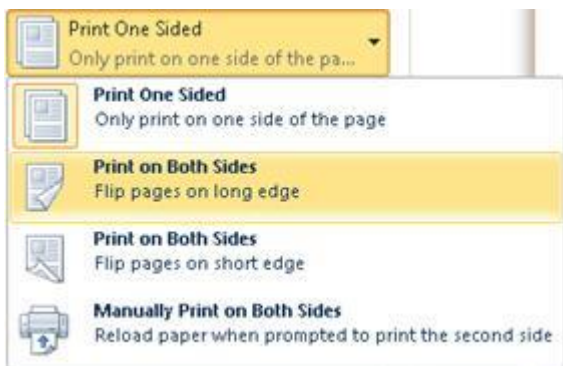 Print One Sided
Only print on one side of the pa...
Print One Sided
Only print on one side of the page
Print on Both Sides
Flip pages on long edge
Print on Both Sides
Flip pages on short edge
Manually Print on Both Sides
Reload paper when prompted to print the second side